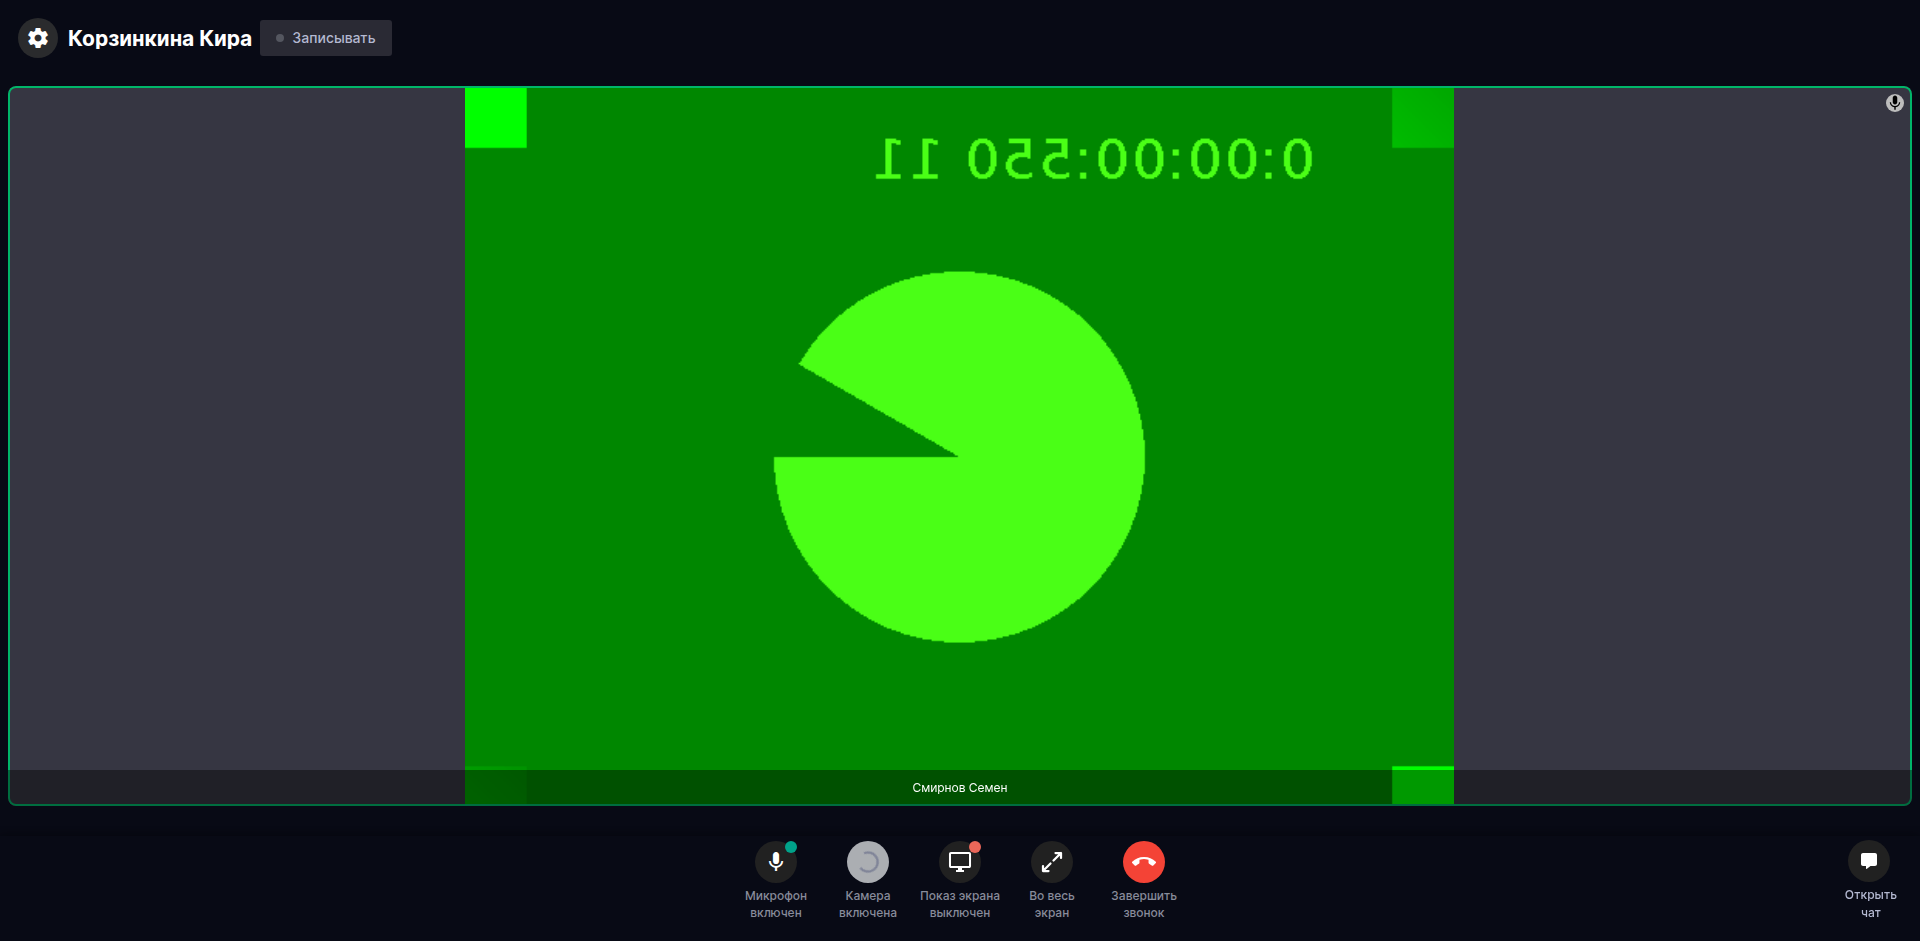 Корзинкина Кира
Записывать
0:00:00:550 11
Смирнов Семен
Микрофон
включен
Камера
включена
Показ экрана
выключен
Во весь
экран
Завершить
звонок
Открыть
чат